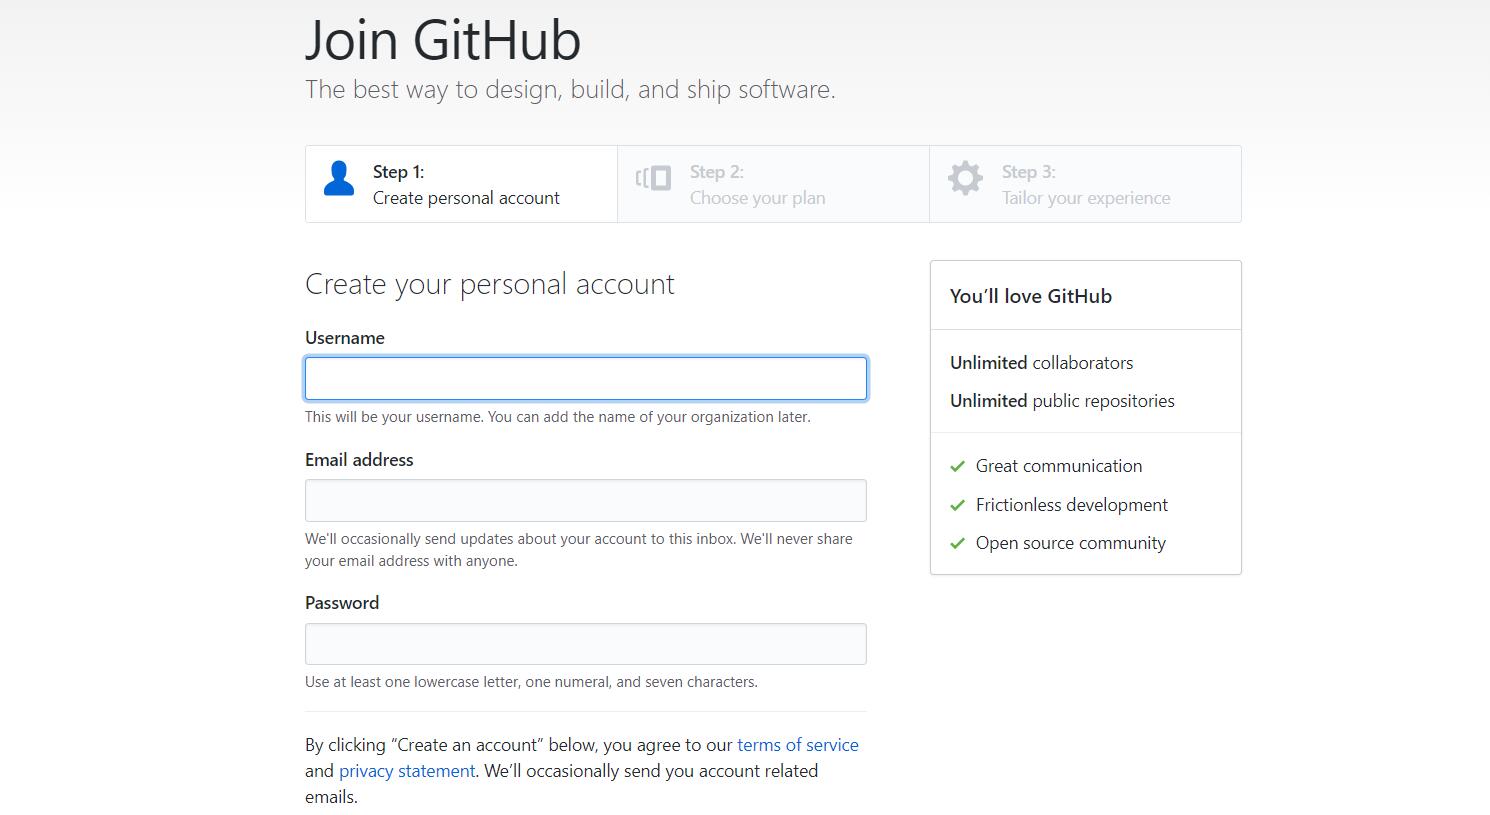 Join GitHub
The best way to design, build, and ship software.
Step 1:
Create personal account
Step 2:
Choose your plan
Step 3:
Tailor your experience
Create your personal account
Username
This will be your username. You can add the name of your organization later.
Email address
We'll occasionally send updates about your account to this inbox. We'll never share
your email address with anyone.
Password
Use at least one lowercase letter, one numeral, and seven characters.
By clicking “Create an account” below, you agree to our terms of service
and privacy statement. We’ll occasionally send you account related
emails.
You’ll love GitHub
Unlimited collaborators
Unlimited public repositories
Great communication
Frictionless development
Open source community